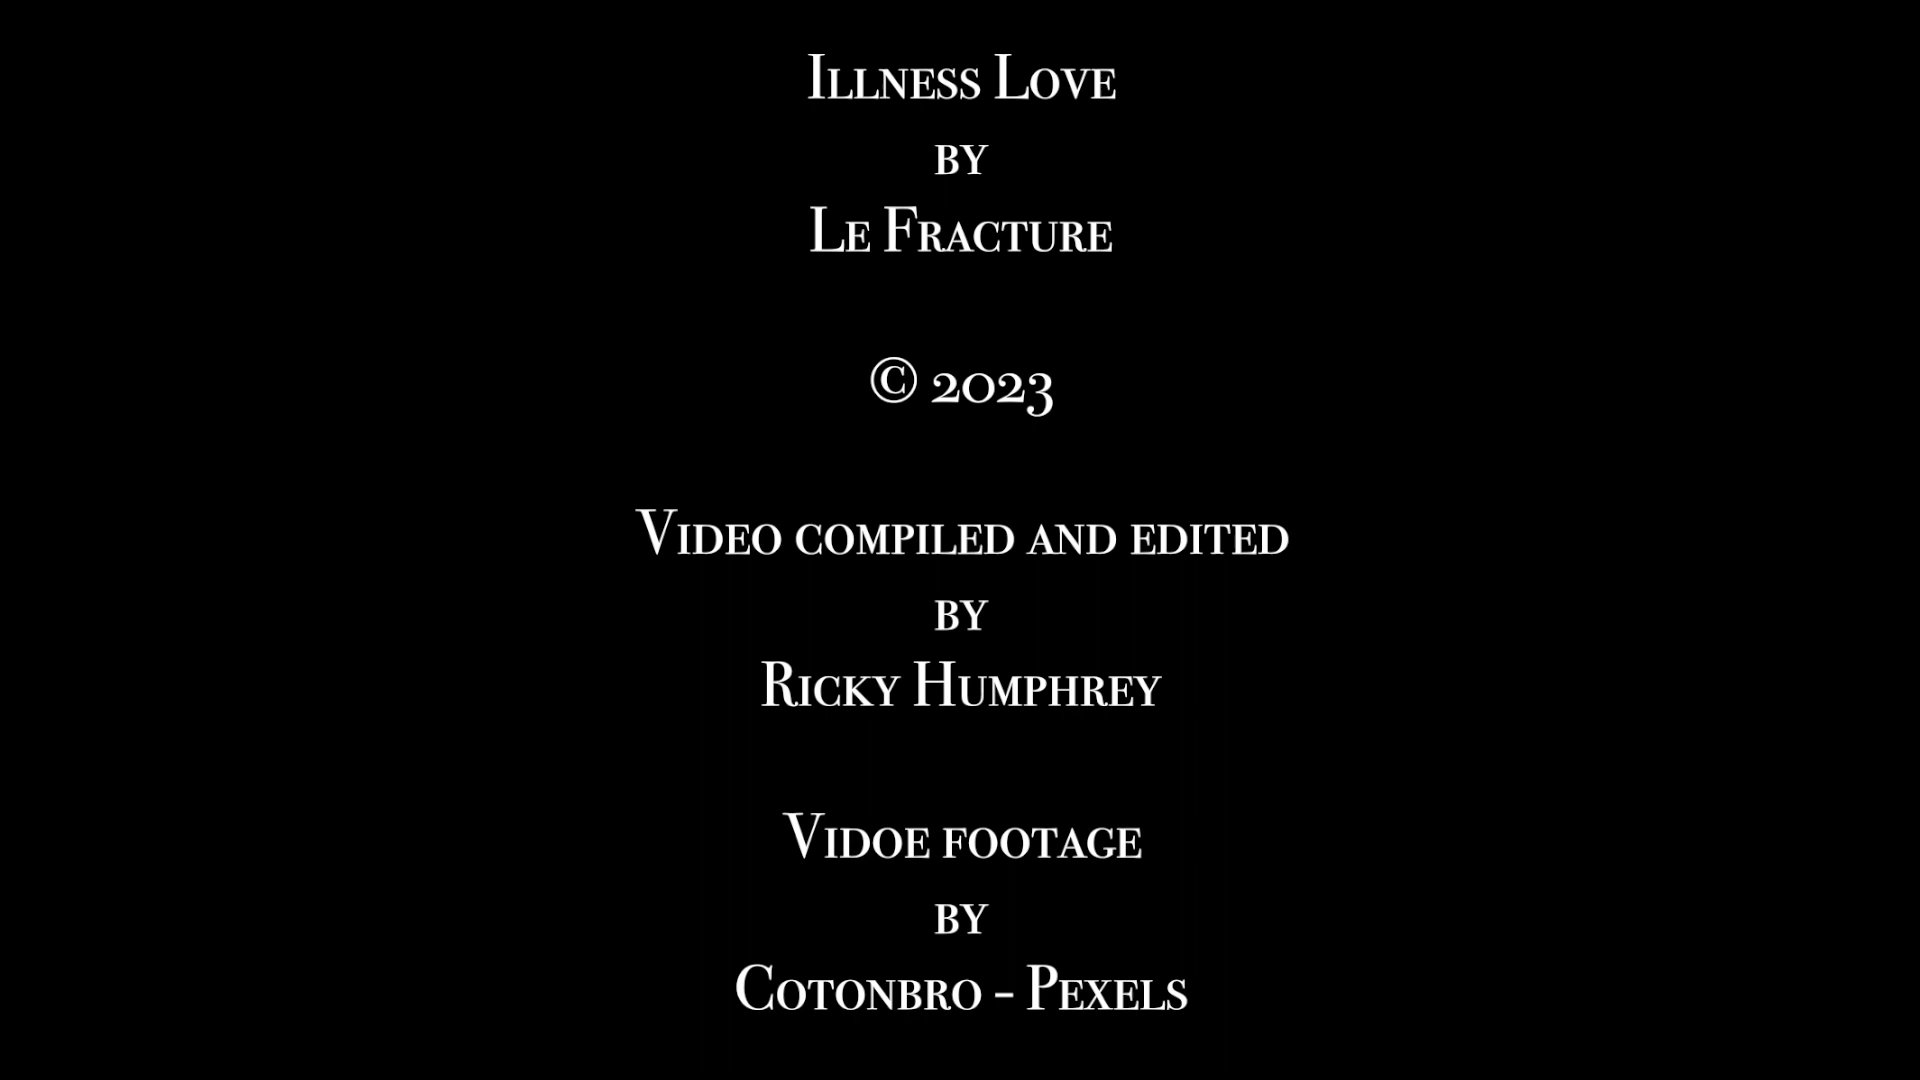 Illness Love
by
Le Fracture
© 2023
Video compiled and edited
by
Ricky Humphrey
Vidoe footage
by
Cotonbro - Pexels